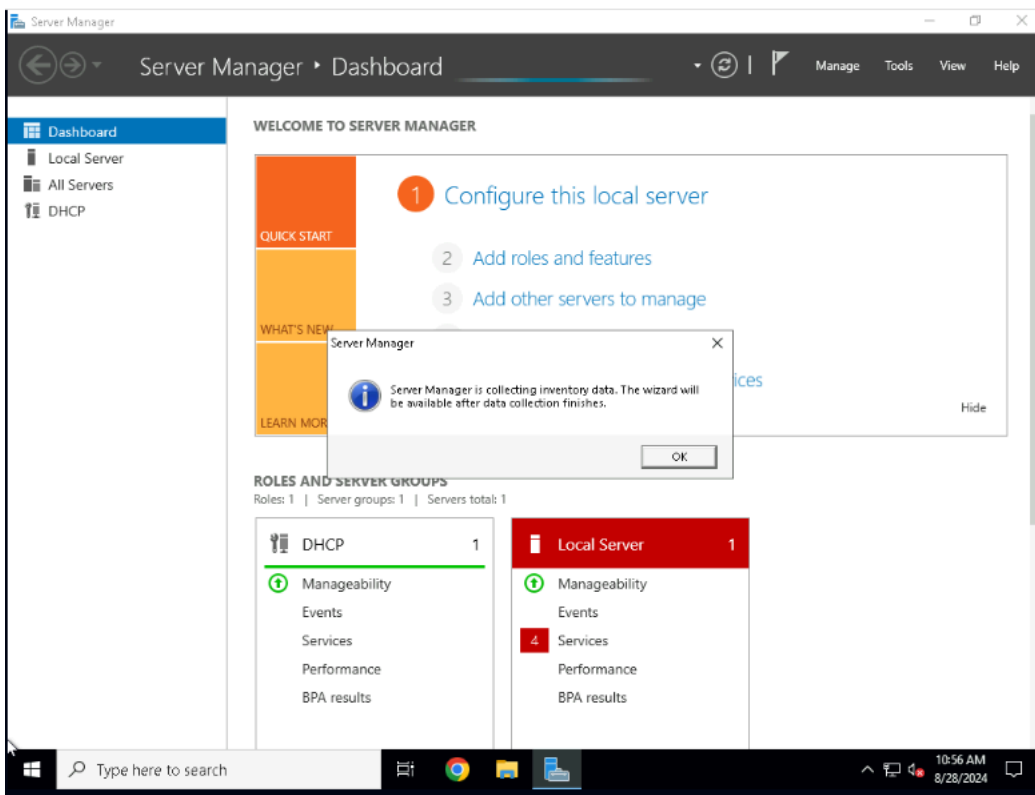 Server Manager
Server Manager • Dashboard
Manage Tools View Help
Dashboard
Local Server
All Servers
DHCP
WELCOME TO SERVER MANAGER
QUICK START
WHAT'S NEW
LEARN MOR
1 Configure this local server
2 Add roles and features
3 Add other servers to manage
ices
Hide
Server Manager
Server Manager is collecting inventory data. The wizard will
be available after data collection finishes.
OK
ROLES AND SERVER GROUPS
Roles: 1 | Server groups: 1 | Servers total: 1
DHCP 1
Manageability
Events
Services
Performance
BPA results
Local Server 1
Manageability
Events
4 Services
Performance
BPA results
Type here to search
10:56 AM
8/28/2024